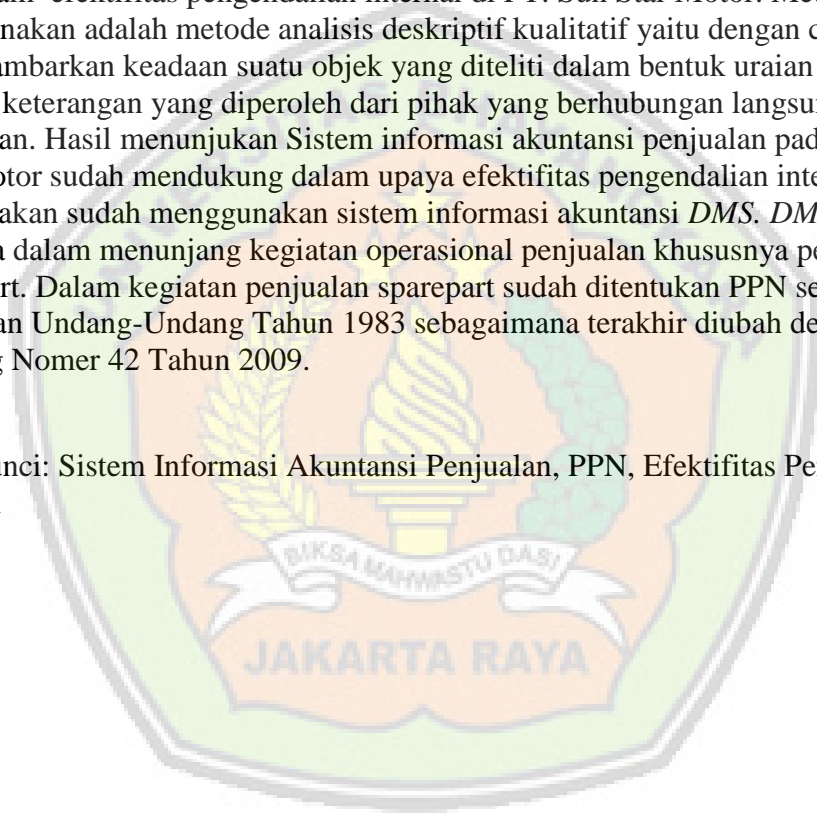 efektifitas pengendalian internal di PT. Sun Star Motor. Me
nakan adalah metode analisis deskriptif kualitatif yaitu dengan c
ambarkan keadaan suatu objek yang diteliti dalam bentuk uraian
keterangan yang diperoleh dari pihak yang berhubungan langsu
an. Hasil menunjukan Sistem informasi akuntansi penjualan pad
otor sudah mendukung dalam upaya efektifitas pengendalian inte
akan sudah menggunakan sistem informasi akuntansi DMS. DM
a dalam menunjang kegiatan operasional penjualan khususnya pe
rt. Dalam kegiatan penjualan sparepart sudah ditentukan PPN se
an Undang-Undang Tahun 1983 sebagaimana terakhir diubah de
g Nomer 42 Tahun 2009.
unci: Sistem Informasi Akuntansi Penjualan, PPN, Efektifitas Pe
UNIVERSITAS BHAYANGKARA
BIKSA MAHWASTU DASI
JAKARTA RAYA